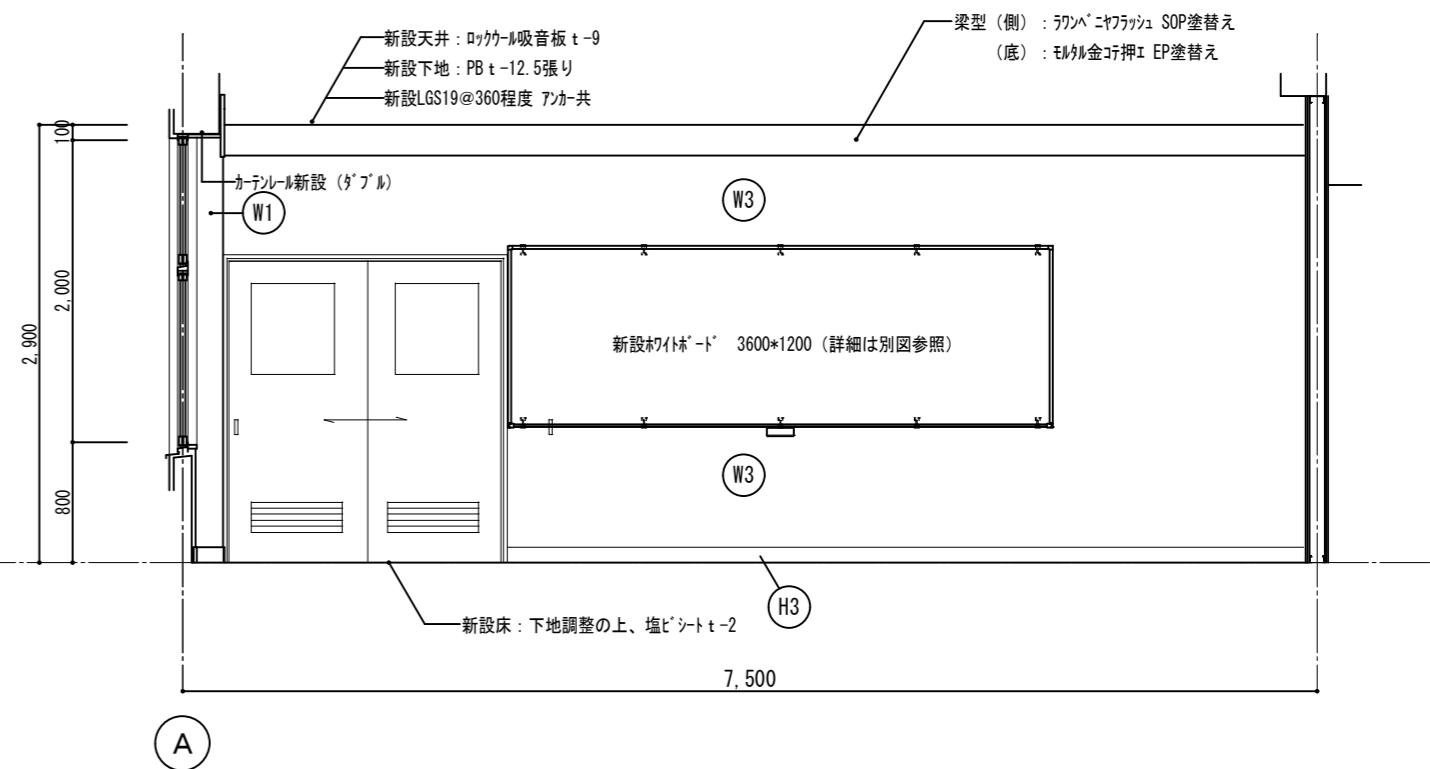 梁型（側）：ﾗﾜﾝﾍﾞﾆﾔﾌﾗｯｼｭ SOP塗替え
（底）：ﾓﾙﾀﾙ金ｺﾃ押ｴ EP塗替え
新設天井：ﾛｯｸｳｰﾙ吸音板ｔ-9
新設下地：PBｔ-12.5張り
新設LGS19@360程度 ｱﾝｶｰ共
100
ｶｰﾃﾝﾚｰﾙ新設（ﾀﾞﾌﾞﾙ）
W1
W3
2,000
2,900
新設ﾎﾜｲﾄﾎﾞｰﾄﾞ 3600*1200（詳細は別図参照）
W3
800
H3
新設床：下地調整の上、塩ﾋﾞｼｰﾄｔ-2
7,500
A